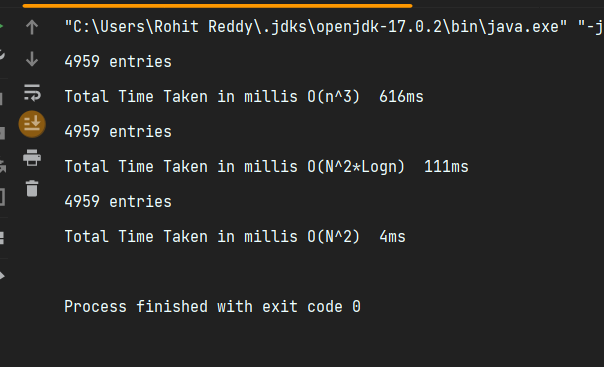 "C:\Users\Rohit Reddy\.jdks\openjdk-17.0.2\bin\java.exe" "-j
4959 entries
Total Time Taken in millis O(n^3)  616ms
4959 entries
Total Time Taken in millis O(N^2*Logn)  111ms
4959 entries
Total Time Taken in millis O(N^2)  4ms
Process finished with exit code 0